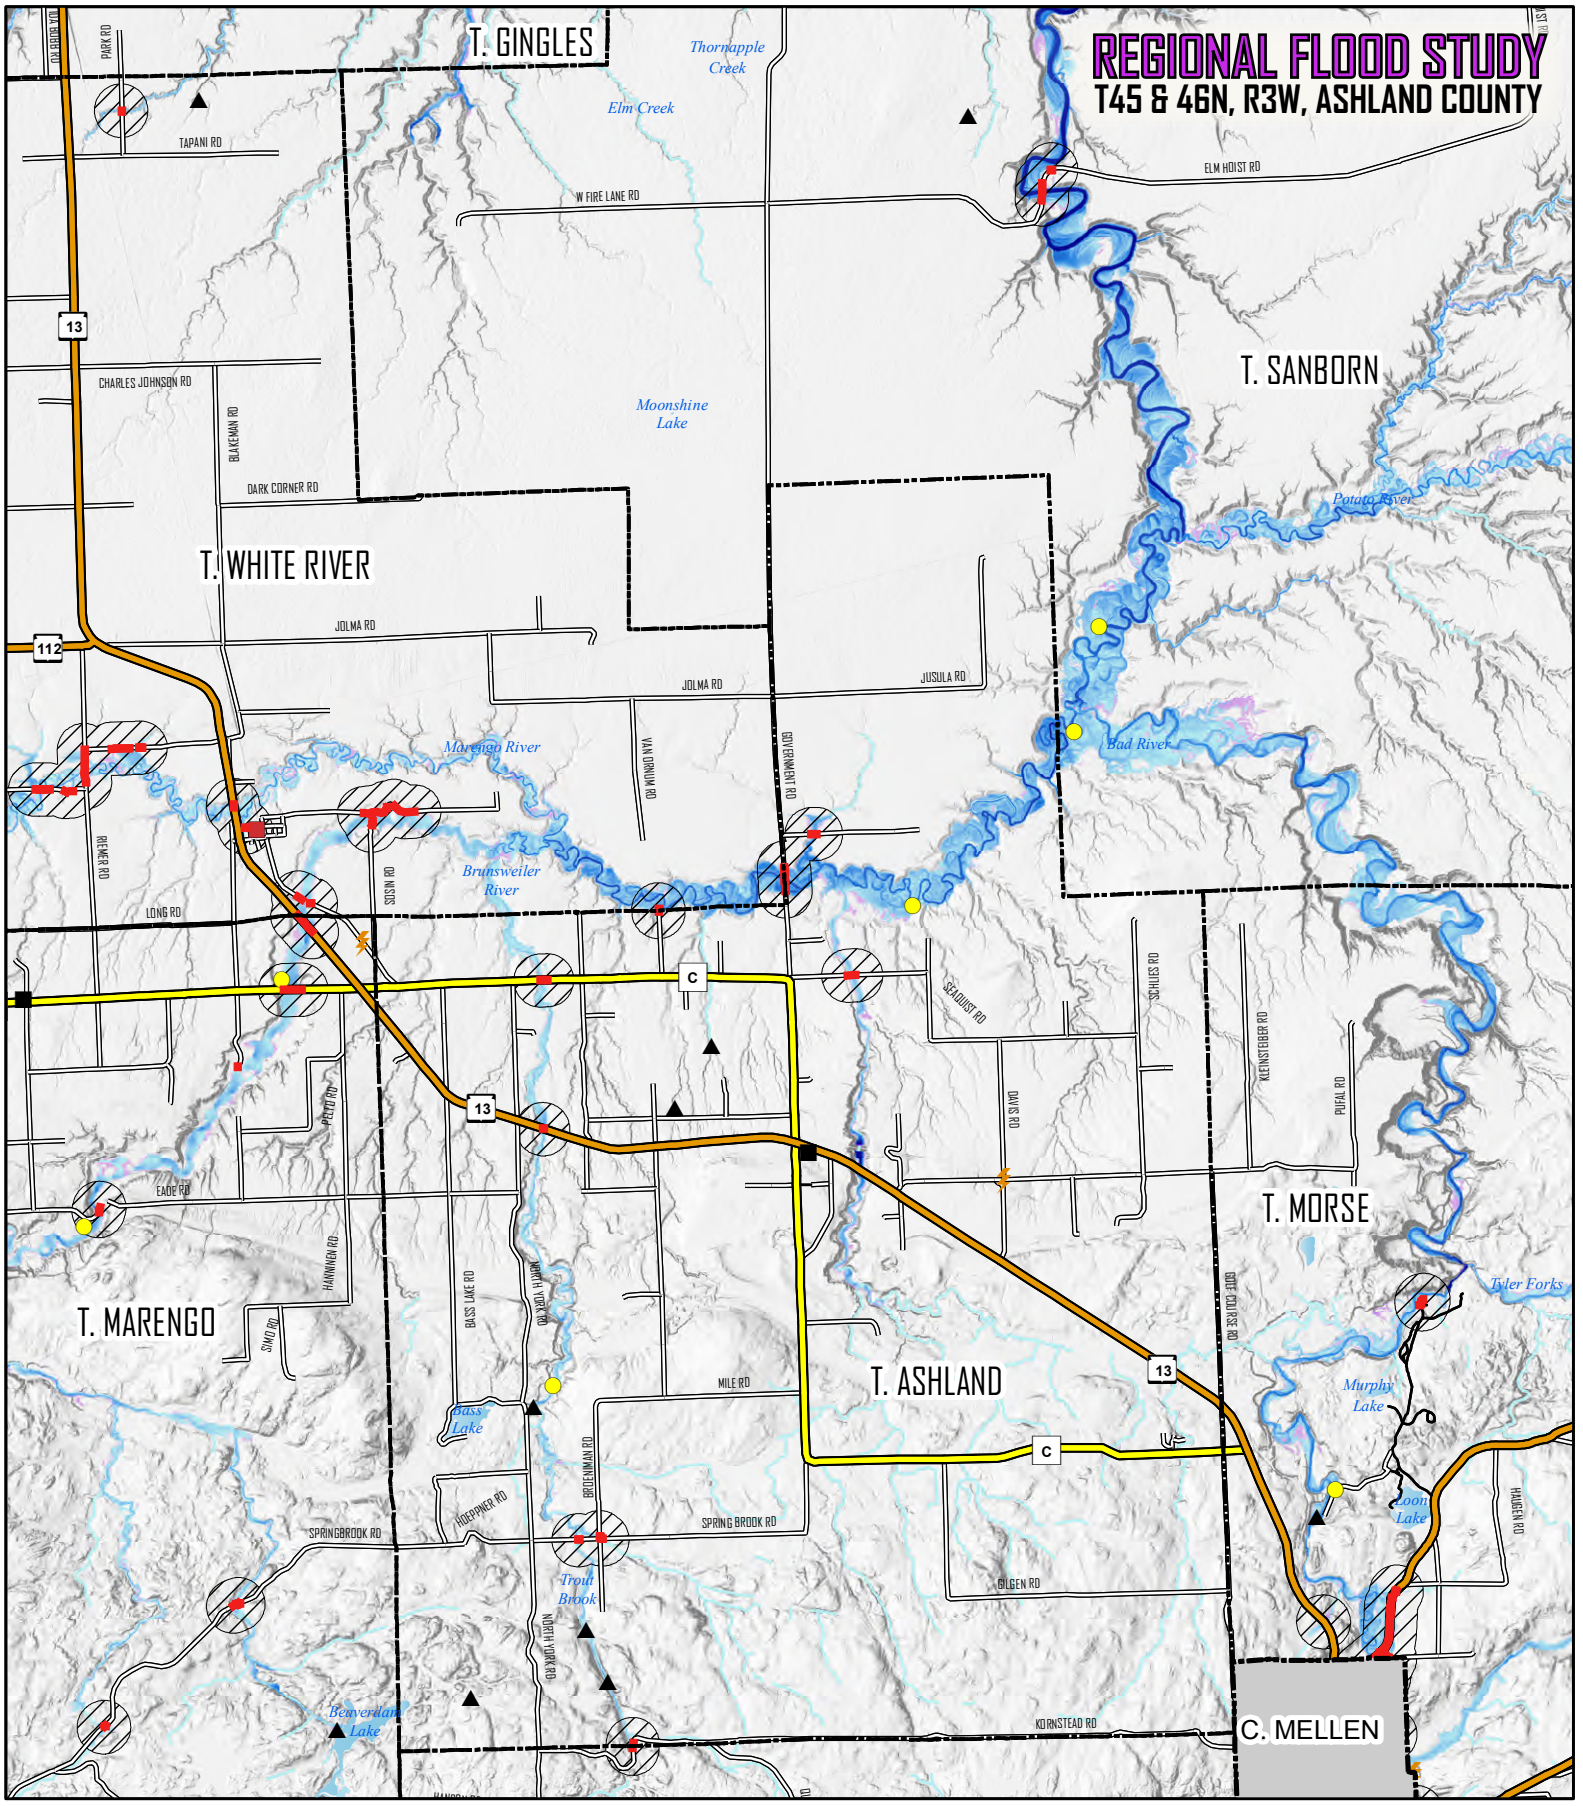 REGIONAL FLOOD STUDY
T45 & 46N, R3W, ASHLAND COUNTY
T. GINGLES
Thornapple
Creek
Elm Creek
PARK RD
TAPANI RD
W FIRE LANE RD
ELM HOIST RD
13
T. SANBORN
CHARLES JOHNSON RD
BLAKEMAN RD
Moonshine
Lake
DARK CORNER RD
Potato River
T. WHITE RIVER
JOLMA RD
112
JOLMA RD
JUSULA RD
Marengo River
VAN ORNUM RD
GOVERNMENT RD
Bad River
RIEMER RD
SOSIN RD
Brunsweiler
River
LONG RD
C
SEAQUIST RD
SCHLIES RD
KLEINSTEIBER RD
PELTO RD
13
DAVIS RD
PUFAL RD
EADE RD
T. MORSE
HANNINEN RD
BASS LAKE RD
NORTH YORK RD
GOLF COURSE RD
Tyler Forks
T. MARENGO
SIMO RD
13
MILE RD
T. ASHLAND
Murphy
Lake
Bass
Lake
BROENIMAN RD
C
HOEPPNER RD
Loon
Lake
HAUGEN RD
SPRINGBROOK RD
SPRING BROOK RD
Trout
Brook
GILGEN RD
NORTH YORK RD
Beaverdam
Lake
KORNSTEAD RD
C. MELLEN